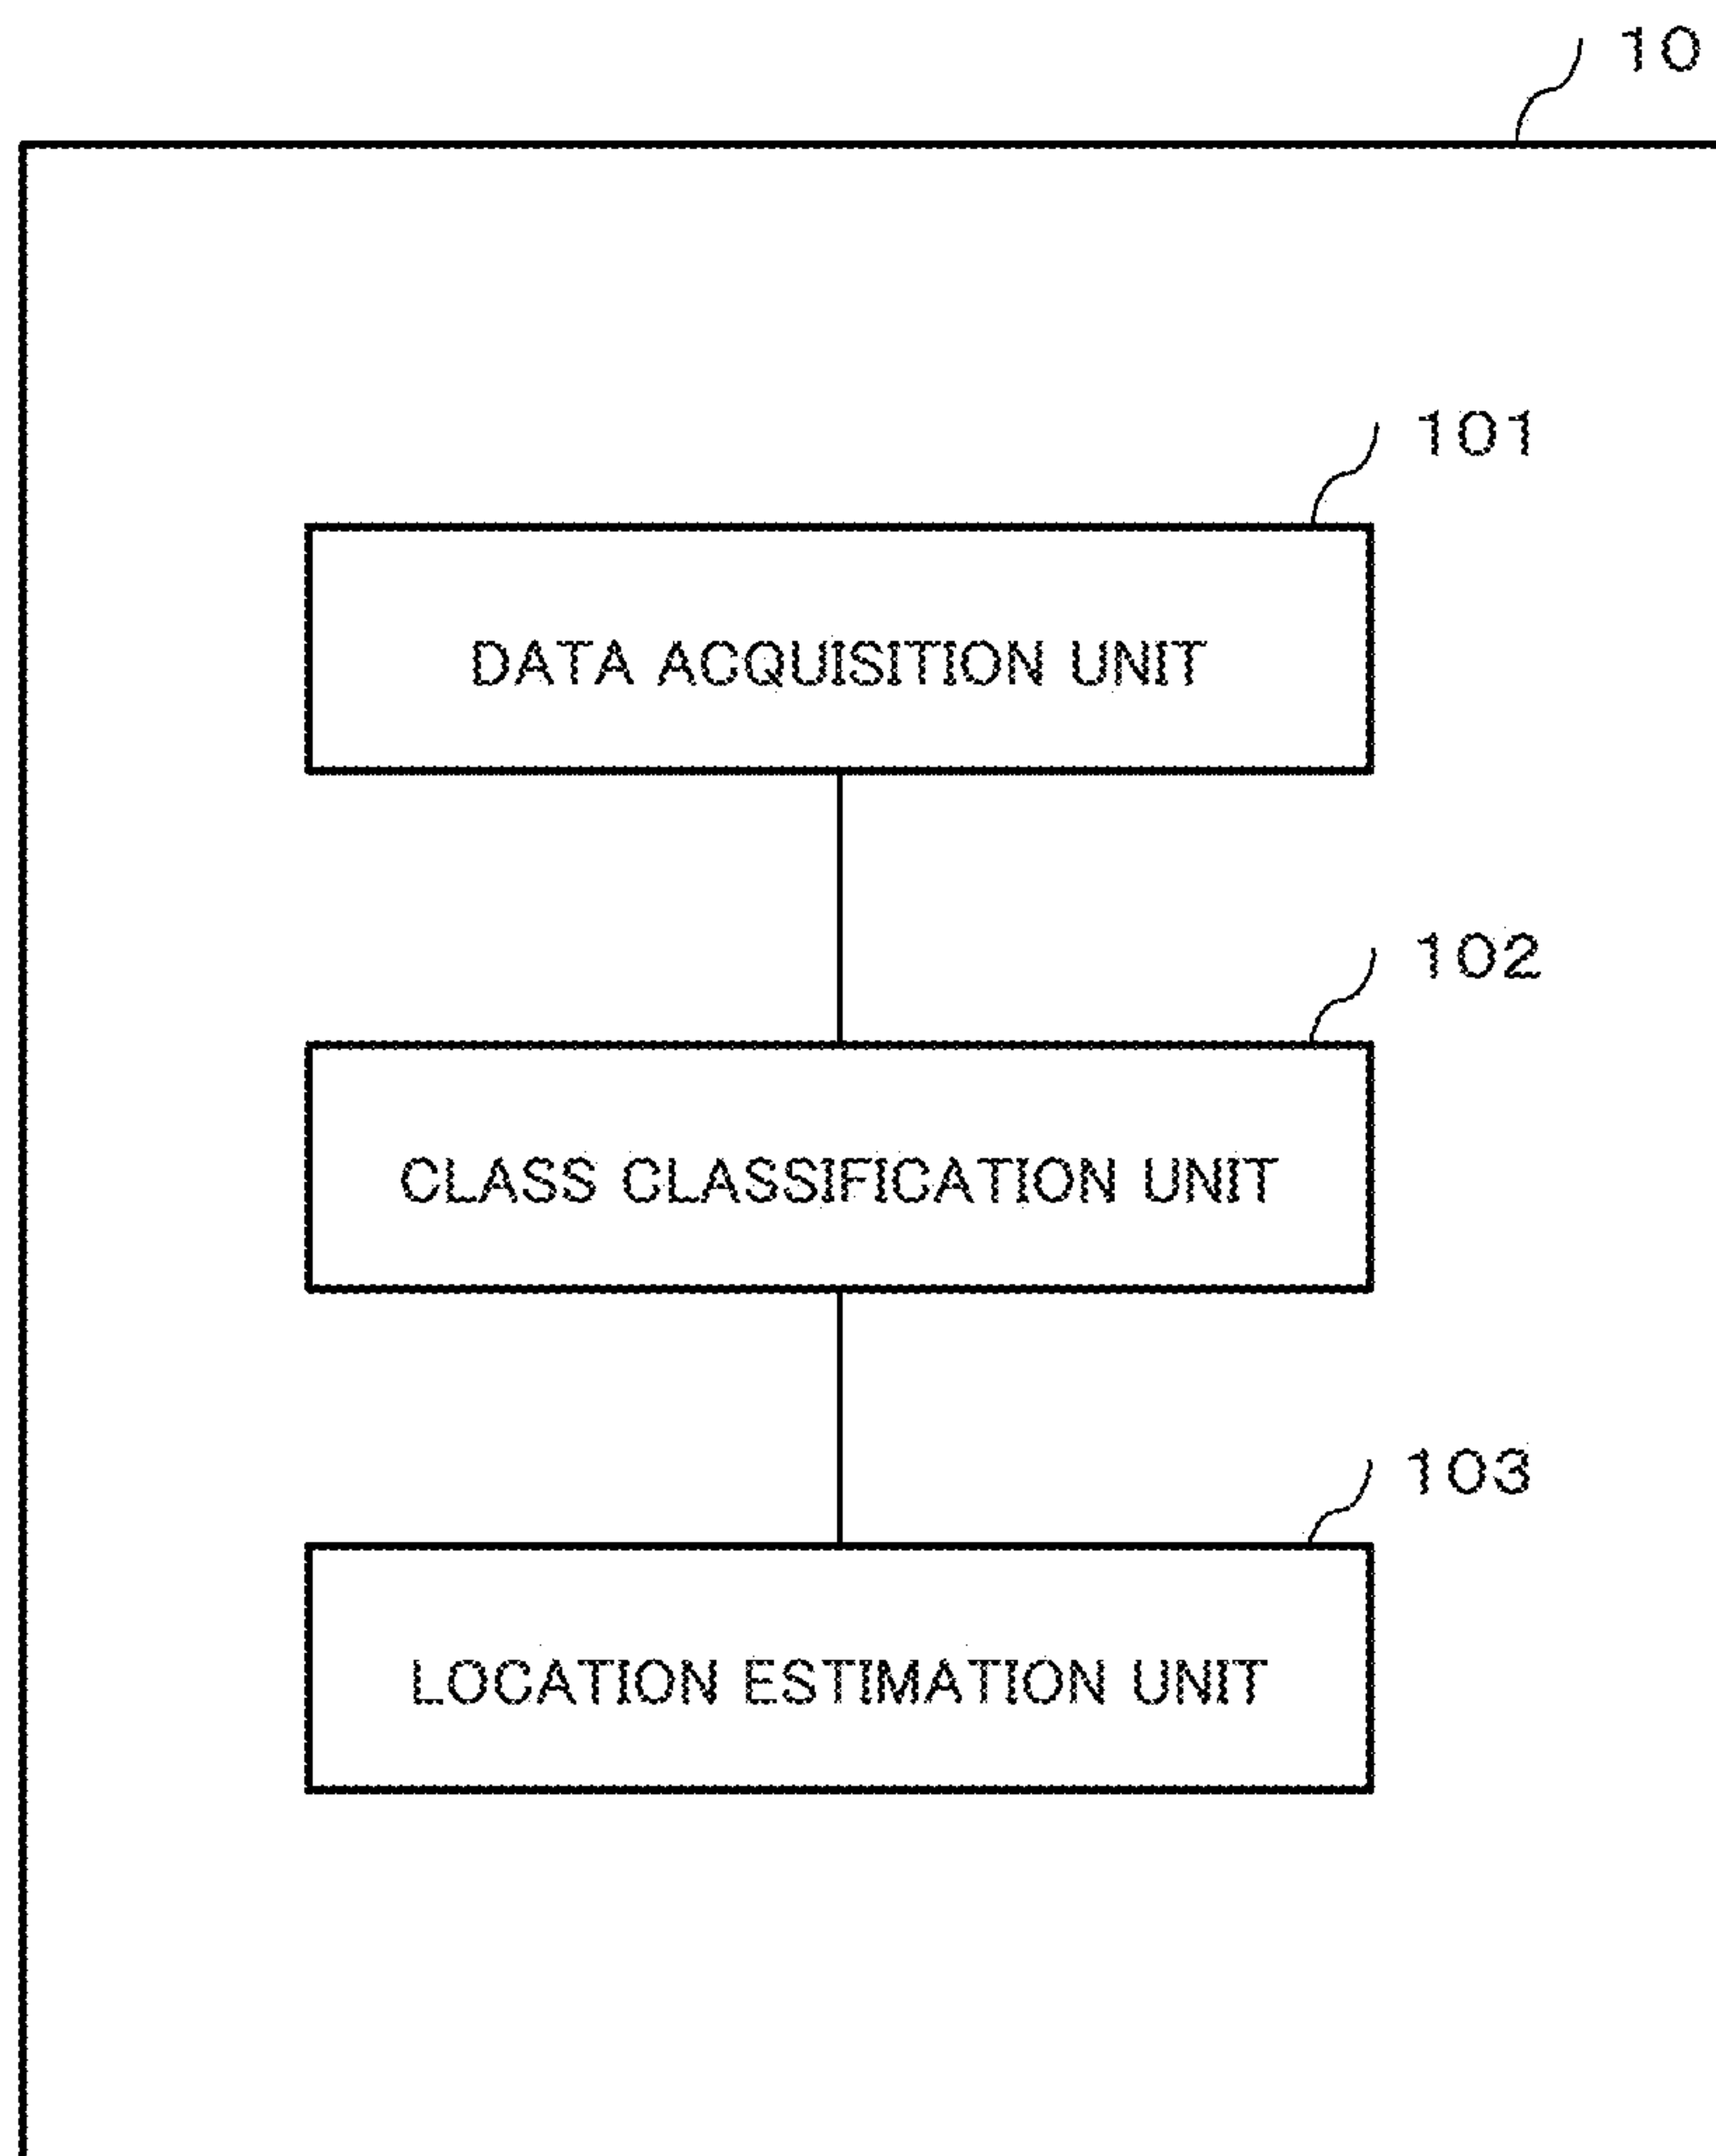 10
101
DATA ACQUISITION UNIT
102
CLASS CLASSIFICATION UNIT
103
LOCATION ESTIMATION UNIT